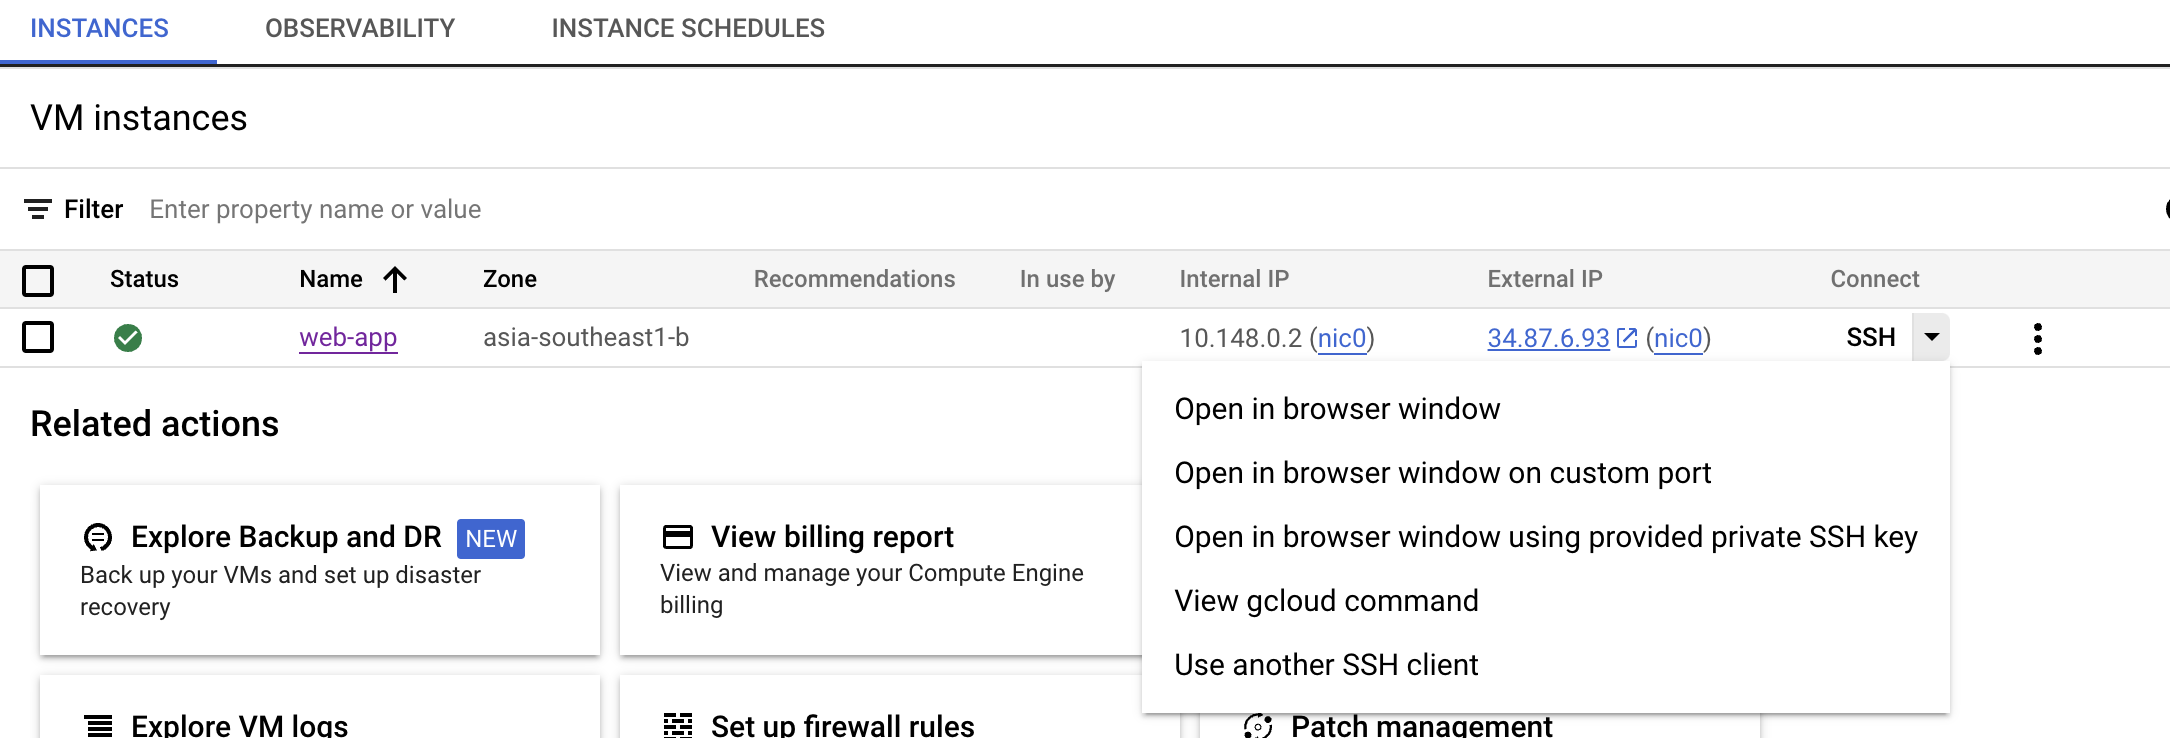 INSTANCES OBSERVABILITY INSTANCE SCHEDULES
VM instances
Filter Enter property name or value
Status Name Zone Recommendations In use by Internal IP External IP Connect
web-app asia-southeast1-b 10.148.0.2 (nic0) 34.87.6.93 (nic0) SSH
Open in browser window
Open in browser window on custom port
Open in browser window using provided private SSH key
View gcloud command
Use another SSH client
Related actions
Explore Backup and DR NEW
Back up your VMs and set up disaster
recovery
View billing report
View and manage your Compute Engine
billing
Explore VM logs
Set up firewall rules
Patch management